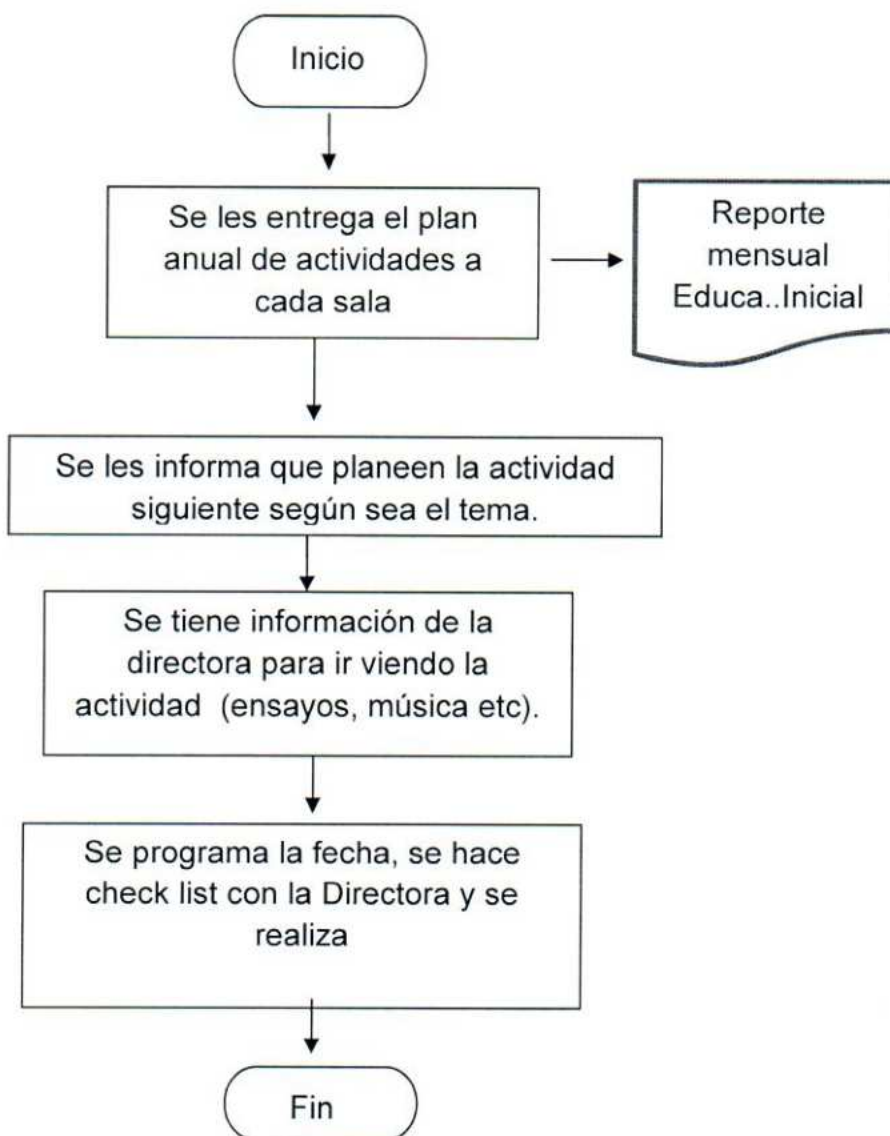 Inicio
Se les entrega el plan
anual de actividades a
cada sala
Reporte
mensual
Educa..Inicial
Se les informa que planeen la actividad
siguiente según sea el tema.
Se tiene información de la
directora para ir viendo la
actividad (ensayos, música etc).
Se programa la fecha, se hace
check list con la Directora y se
realiza
Fin